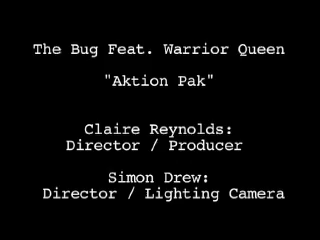 The Bug Feat. Warrior Queen
"Aktion Pak"
Claire Reynolds:
Director / Producer
Simon Drew:
Director / Lighting Camera